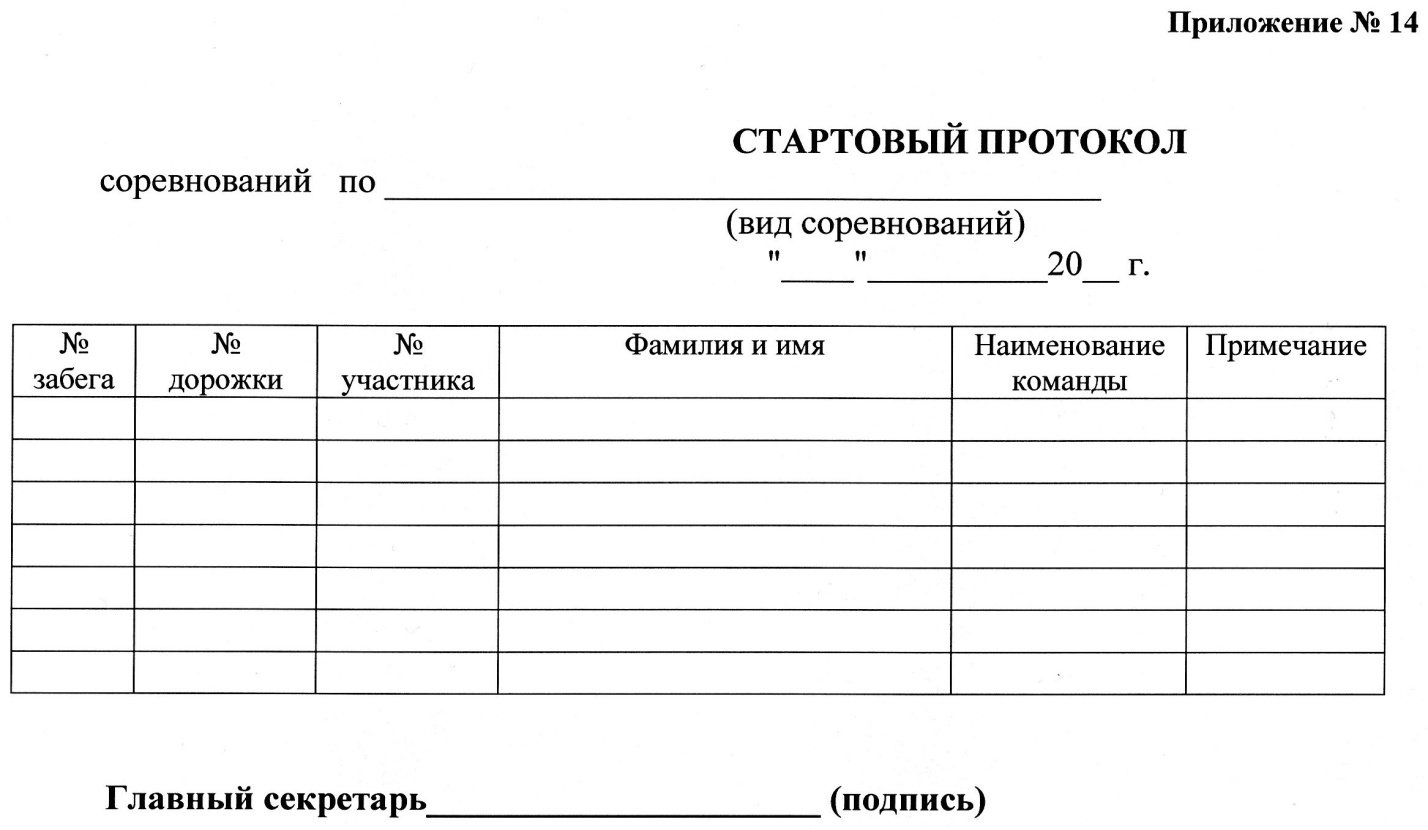 Приложение № 14
СТАРТОВЫЙ ПРОТОКОЛ
соревнований по ________________________________________
(вид соревнований)
"____"__________20__ г.
№ забега | № дорожки | № участника | Фамилия и имя | Наименование команды | Примечание
Главный секретарь______________________ (подпись)